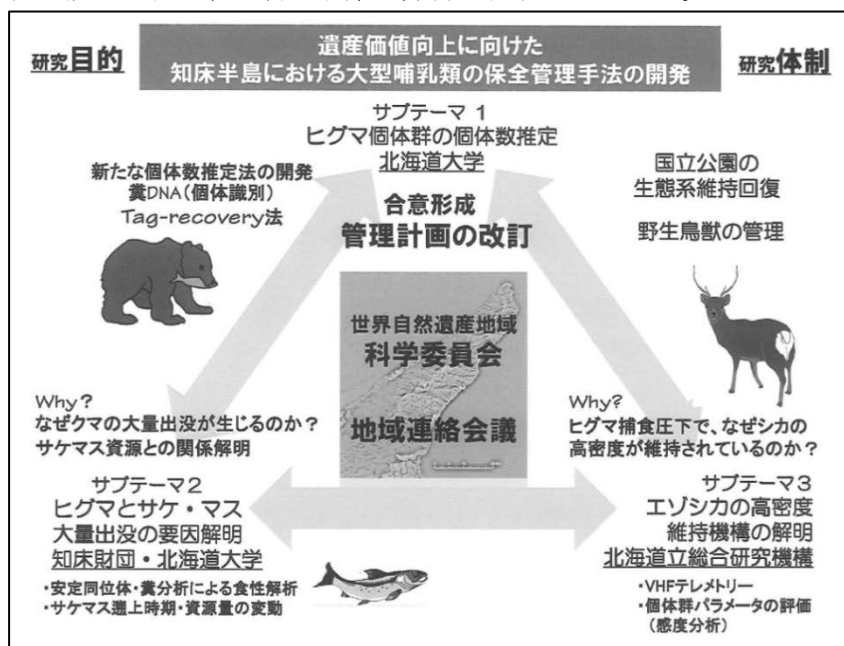 研究目的
遺産価値向上に向けた
知床半島における大型哺乳類の保全管理手法の開発
研究体制
サブテーマ 1
ヒグマ個体群の個体数推定
北海道大学
新たな個体数推定法の開発
糞DNA(個体識別)
Tag-recovery法
合意形成
管理計画の改訂
国立公園の
生態系維持回復
野生鳥獣の管理
世界自然遺産地域
科学委員会
地域連絡会議
Why?
なぜクマの大量出没が生じるのか?
サケマス資源との関係解明
Why?
ヒグマ捕食圧下で、なぜシカの
高密度が維持されているのか?
サブテーマ2
ヒグマとサケ・マス
大量出没の要因解明
知床財団・北海道大学
・安定同位体・糞分析による食性解析
・サケマス遡上時期・資源量の変動
サブテーマ3
エゾシカの高密度
維持機構の解明
北海道立総合研究機構
・VHFテレメトリー
・個体群パラメータの評価
(感度分析)